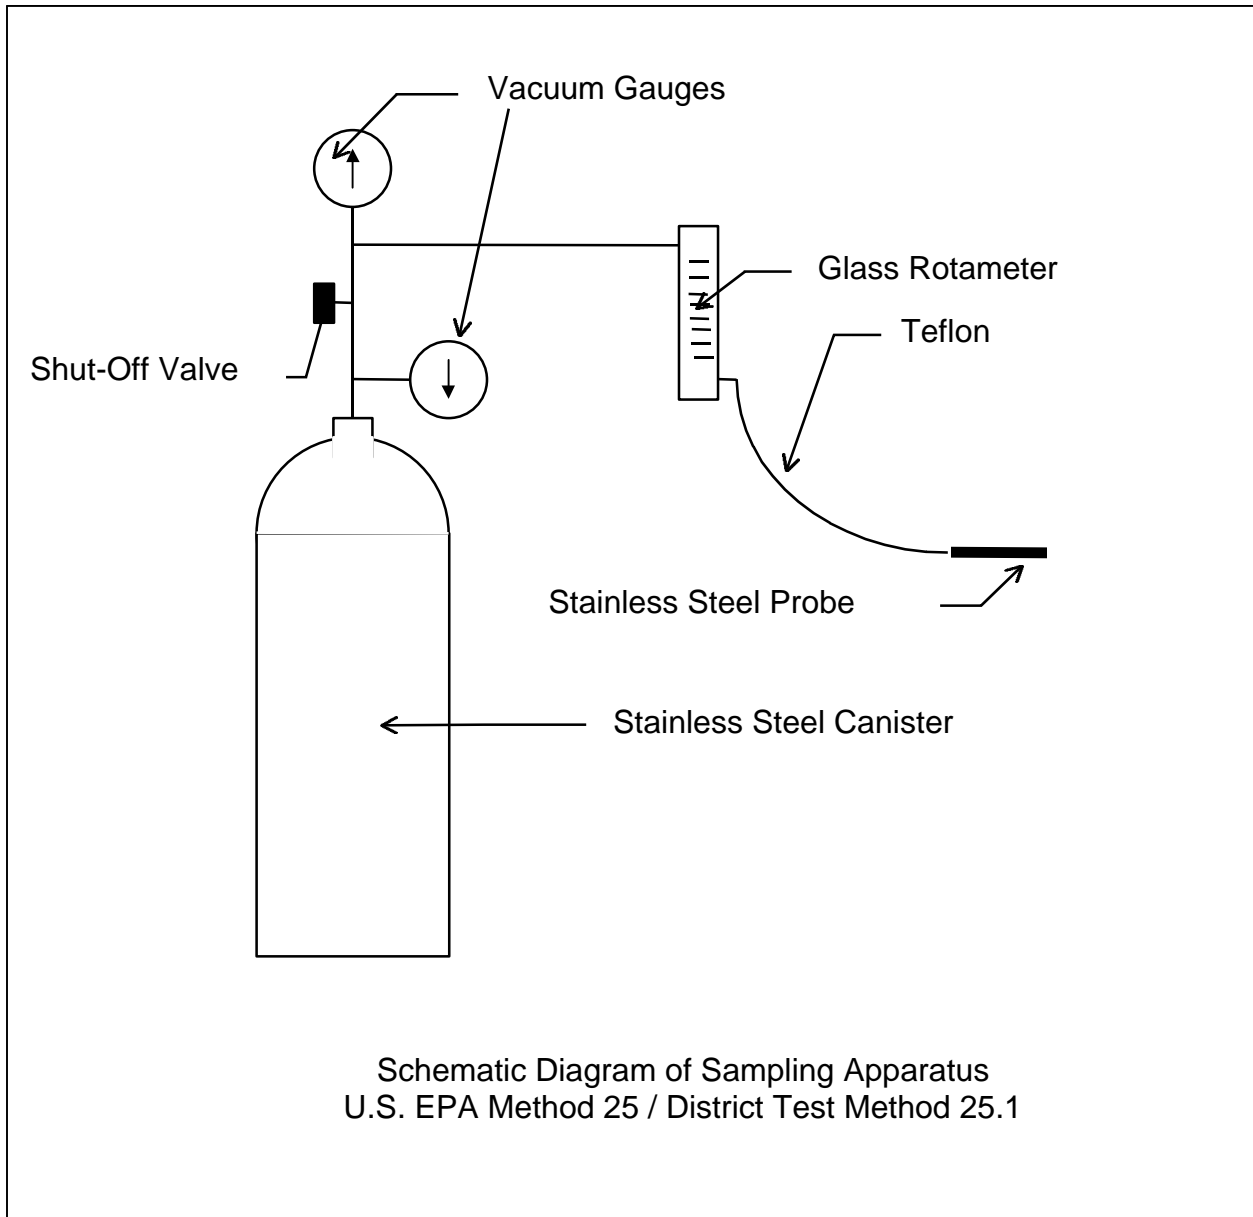 Vacuum Gauges
Glass Rotameter
Teflon
Shut-Off Valve
Stainless Steel Probe
Stainless Steel Canister
Schematic Diagram of Sampling Apparatus
U.S. EPA Method 25 / District Test Method 25.1